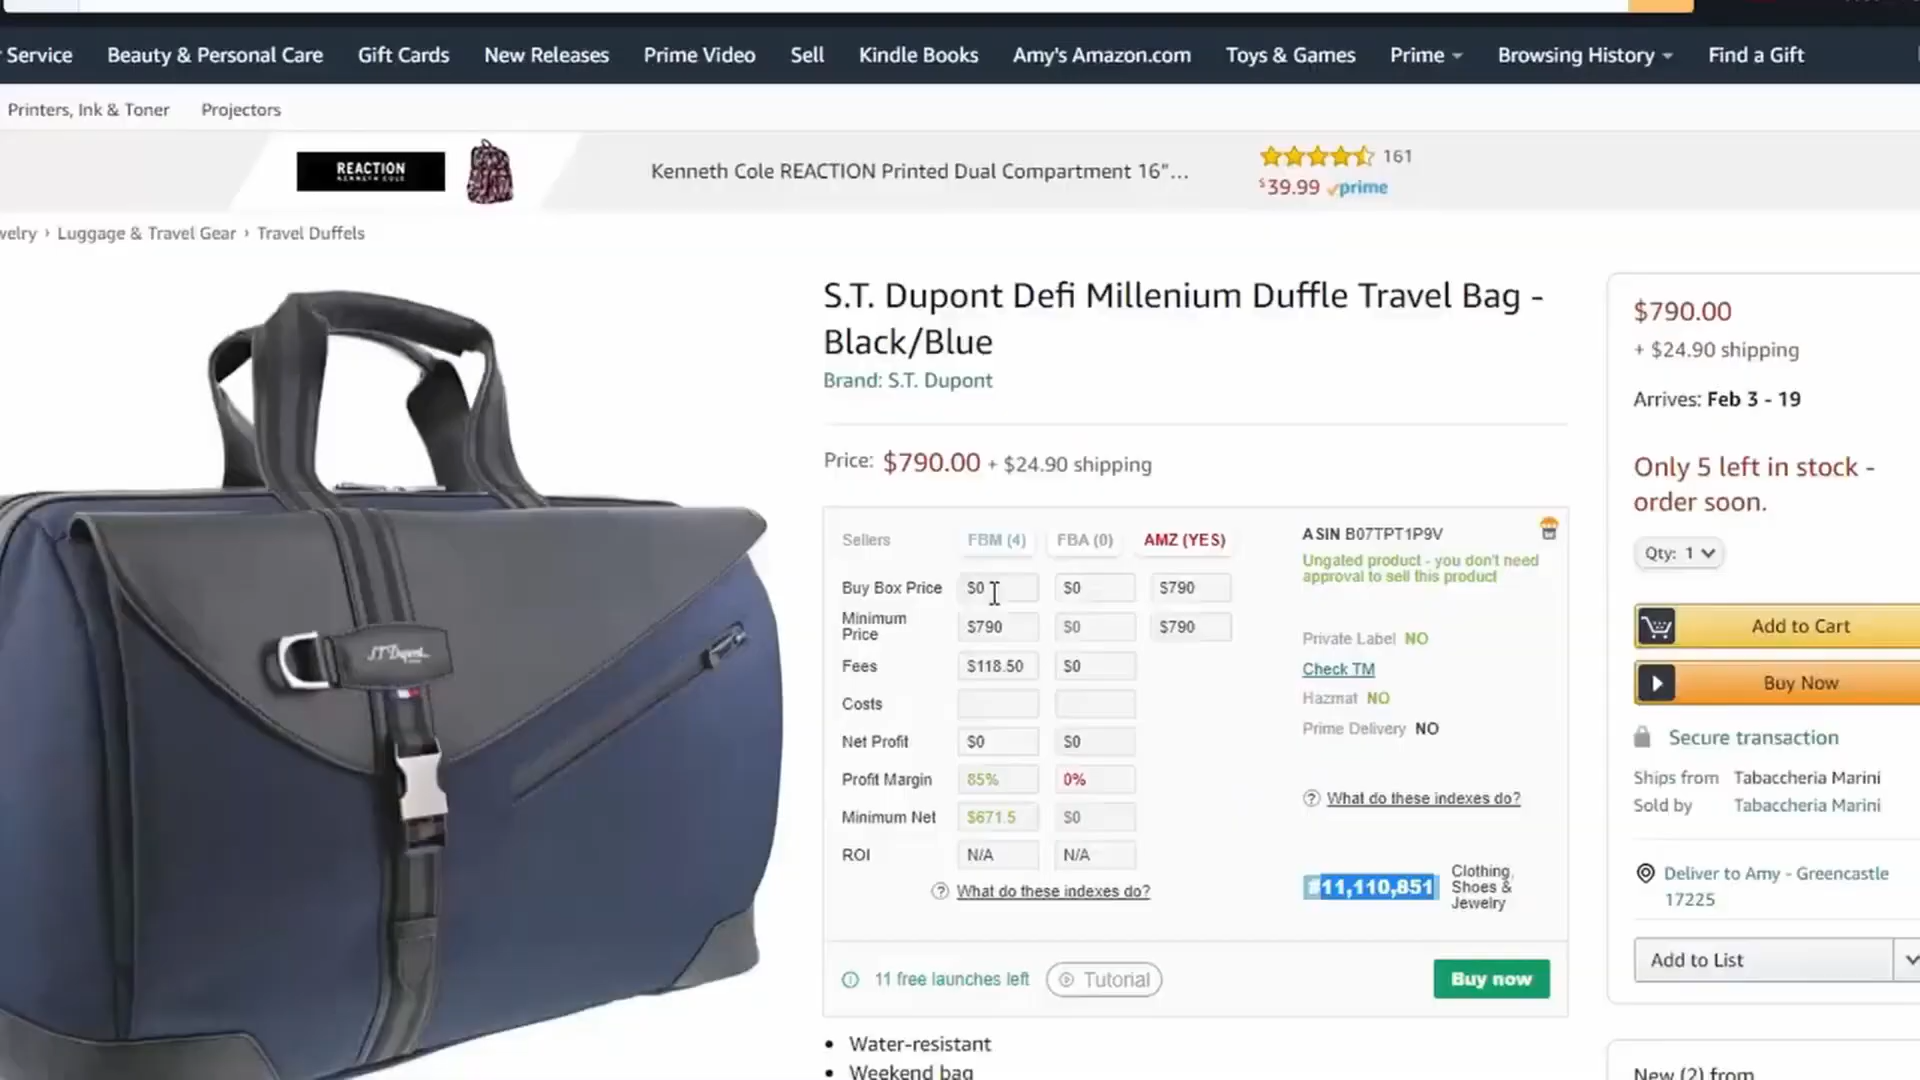 Service
Beauty & Personal Care
Gift Cards
New Releases
Prime Video
Sell
Kindle Books
Amy's Amazon.com
Toys & Games
Prime
Browsing History
Find a Gift
Printers, Ink & Toner
Projectors
REACTION
KENNETH COLE
Kenneth Cole REACTION Printed Dual Compartment 16"...
161
$39.99 prime
welry › Luggage & Travel Gear › Travel Duffels
S.T. Dupont Defi Millenium Duffle Travel Bag -
Black/Blue
Brand: S.T. Dupont
Price: $790.00 + $24.90 shipping
Sellers FBM (4) FBA (0) AMZ (YES)
Buy Box Price $0 $0 $790
Minimum
Price $790 $0 $790
Fees $118.50 $0
Costs
Net Profit $0 $0
Profit Margin 85% 0%
Minimum Net $671.5 $0
ROI N/A N/A
? What do these indexes do?
ASIN B07TPT1P9V
Ungated product - you don't need
approval to sell this product
Private Label NO
Check TM
Hazmat NO
Prime Delivery NO
? What do these indexes do?
#11,110,851
Clothing,
Shoes &
Jewelry
11 free launches left
Tutorial
Buy now
• Water-resistant
• Weekend bag
S.T. Dupont
$790.00
+ $24.90 shipping
Arrives: Feb 3 - 19
Only 5 left in stock -
order soon.
Qty: 1
Add to Cart
Buy Now
Secure transaction
Ships from Tabaccheria Marini
Sold by Tabaccheria Marini
Deliver to Amy - Greencastle
17225
Add to List
New (2) from